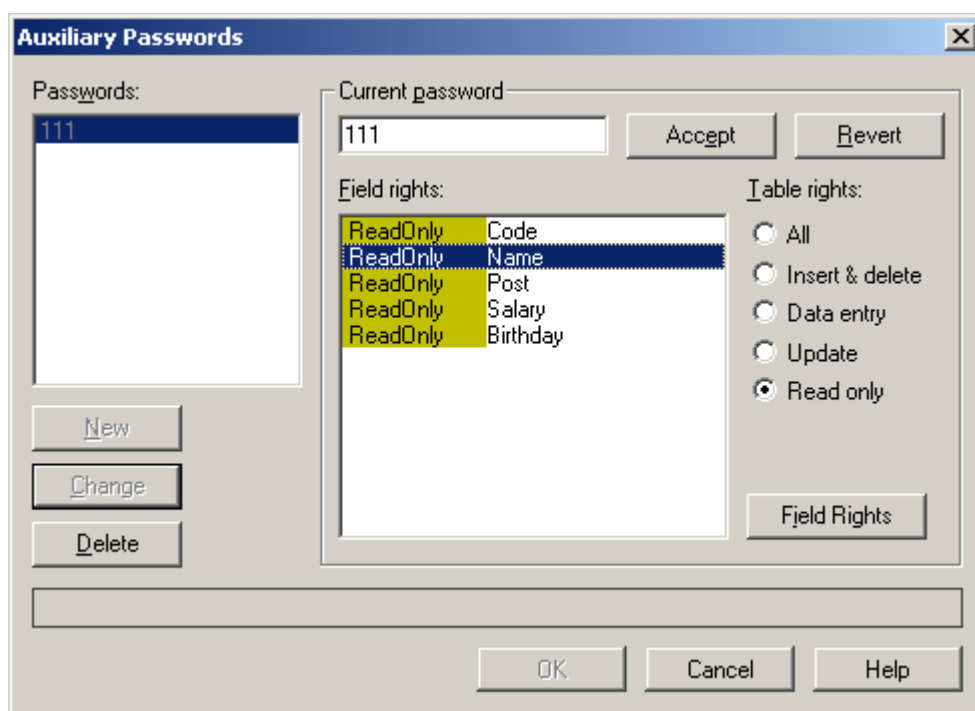 Auxiliary Passwords
Passwords:
111
New
Change
Delete
Current password
111
Accept
Revert
Field rights:
ReadOnly Code
ReadOnly Name
ReadOnly Post
ReadOnly Salary
ReadOnly Birthday
Table rights:
All
Insert & delete
Data entry
Update
Read only
Field Rights
OK
Cancel
Help